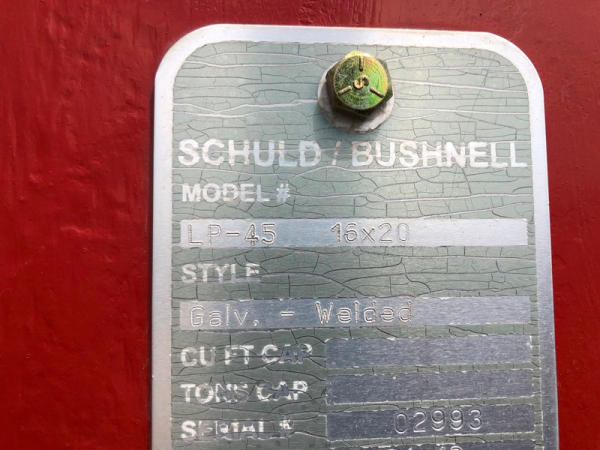 SCHULD / BUSHNELL
MODEL #
LP-45 16x20
STYLE
Galv. - Welded
CU FT CAP
TONS CAP
SERIAL # 02993